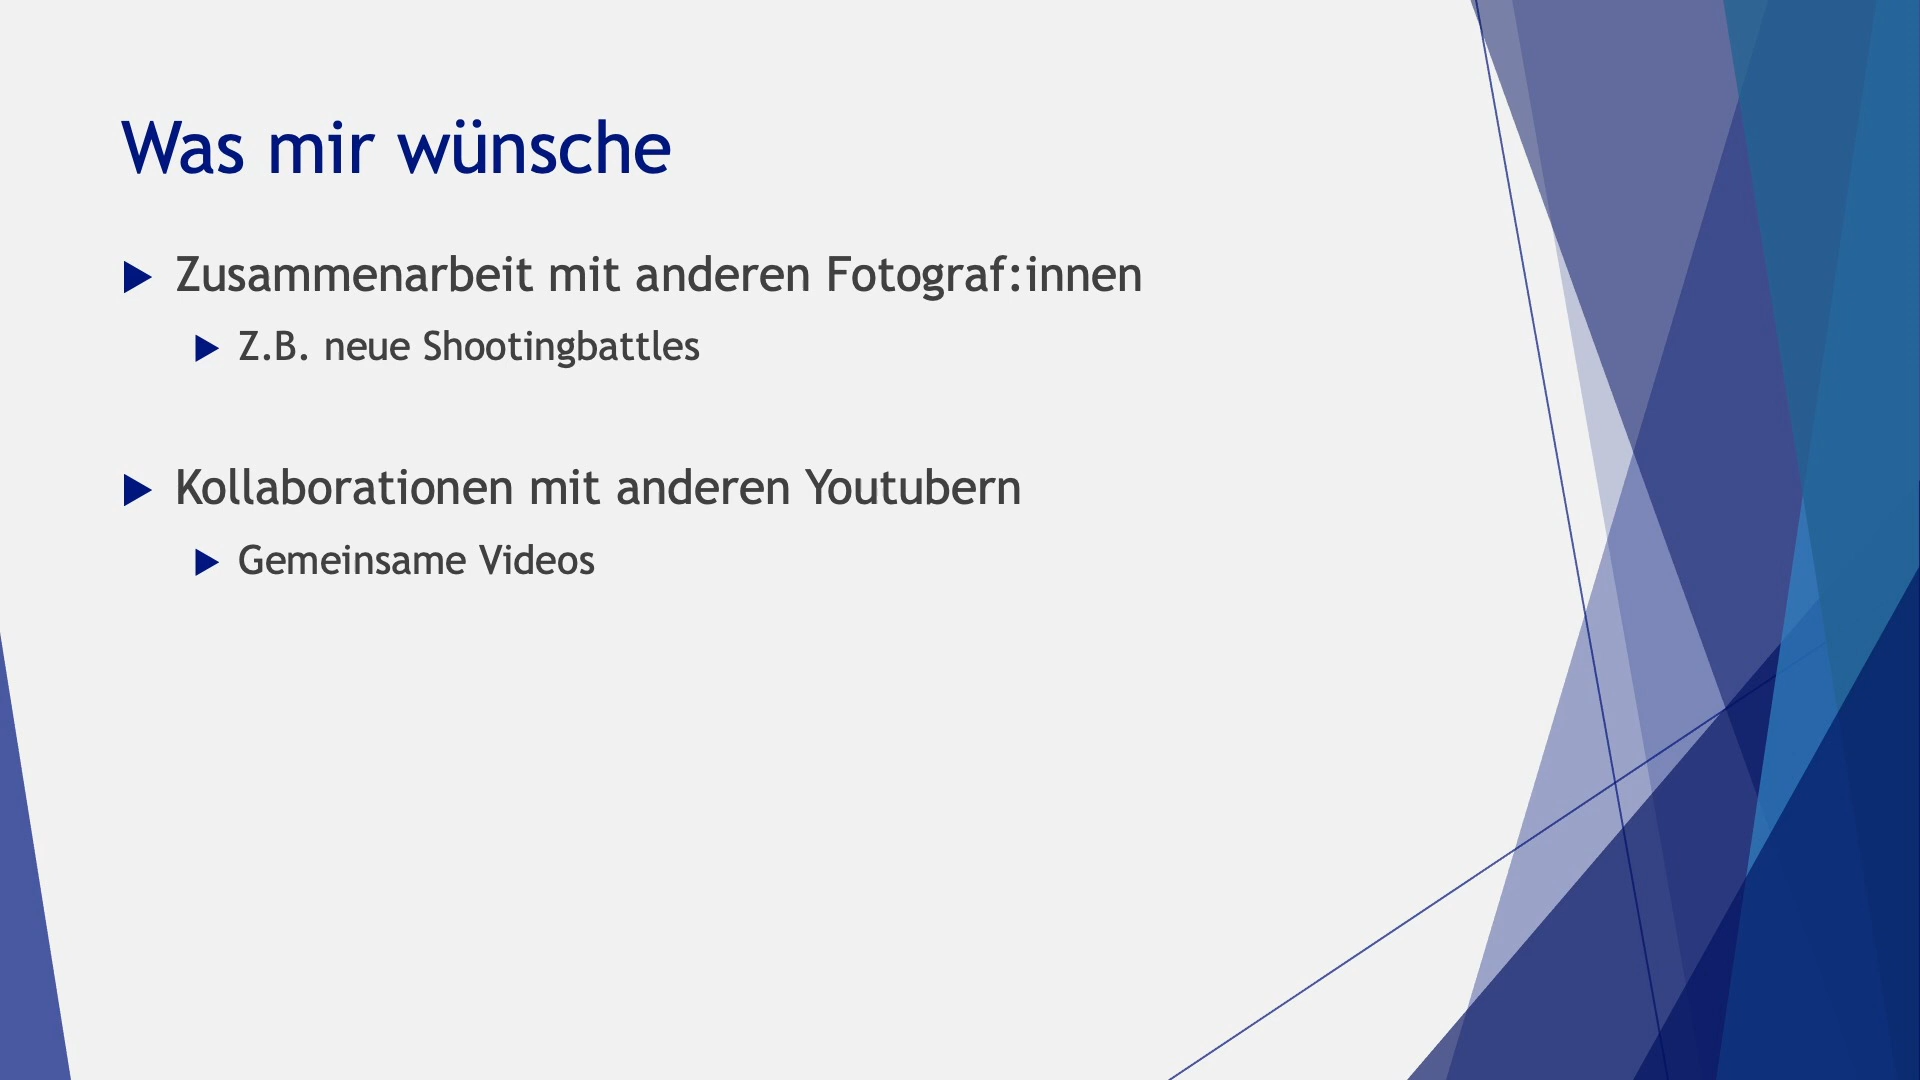 Was mir wünsche
Zusammenarbeit mit anderen Fotograf:innen
Z.B. neue Shootingbattles
Kollaborationen mit anderen Youtubern
Gemeinsame Videos